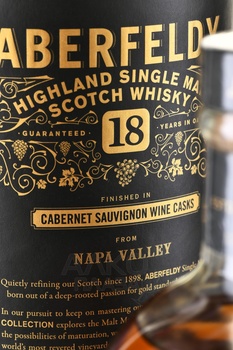 ABERFELDY
HIGHLAND SINGLE MA
SCOTCH WHISKY
GUARANTEED 18 YEARS IN O
FINISHED IN
CABERNET SAUVIGNON WINE CASKS
FROM
NAPA VALLEY
Quietly refining our Scotch since 1898, ABERFELDY Single
born out of a deep-rooted passion for gold stand
In our pursuit to keep on mastering o
COLLECTION explores the Malt M
the possibilities of maturation. W
world's most revered vineyard